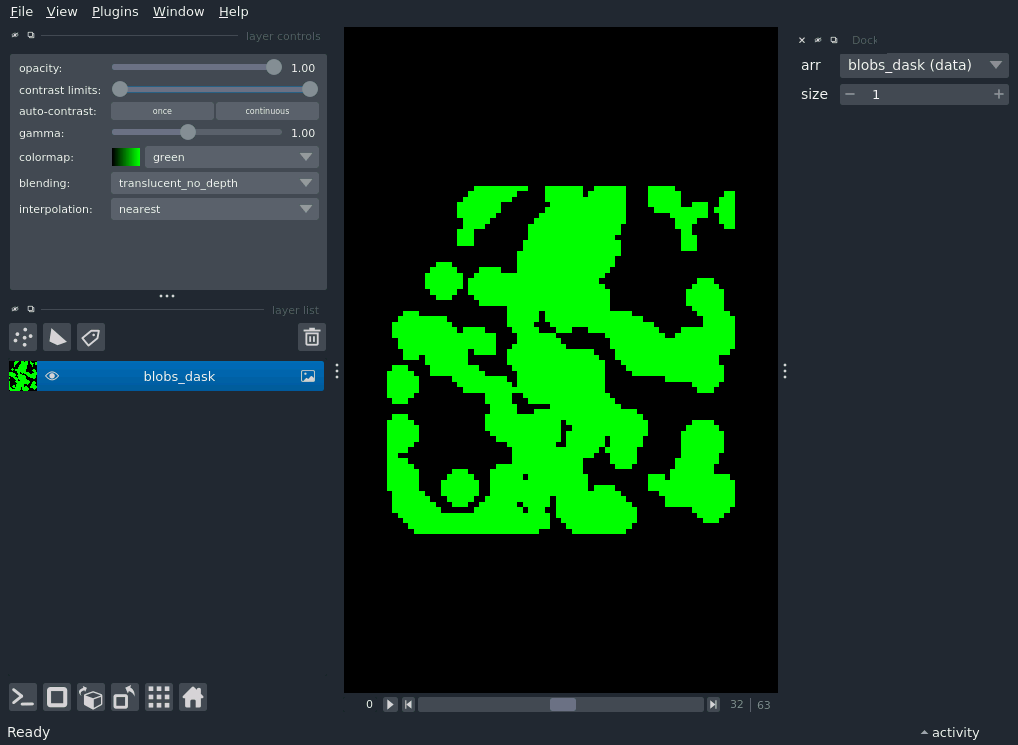 File View Plugins Window Help
layer controls
opacity: 1.00
contrast limits:
auto-contrast: once continuous
gamma: 1.00
colormap: green
blending: translucent_no_depth
interpolation: nearest
layer list
blobs_dask
0 32 63
Dock
arr blobs_dask (data)
size 1
Ready
activity